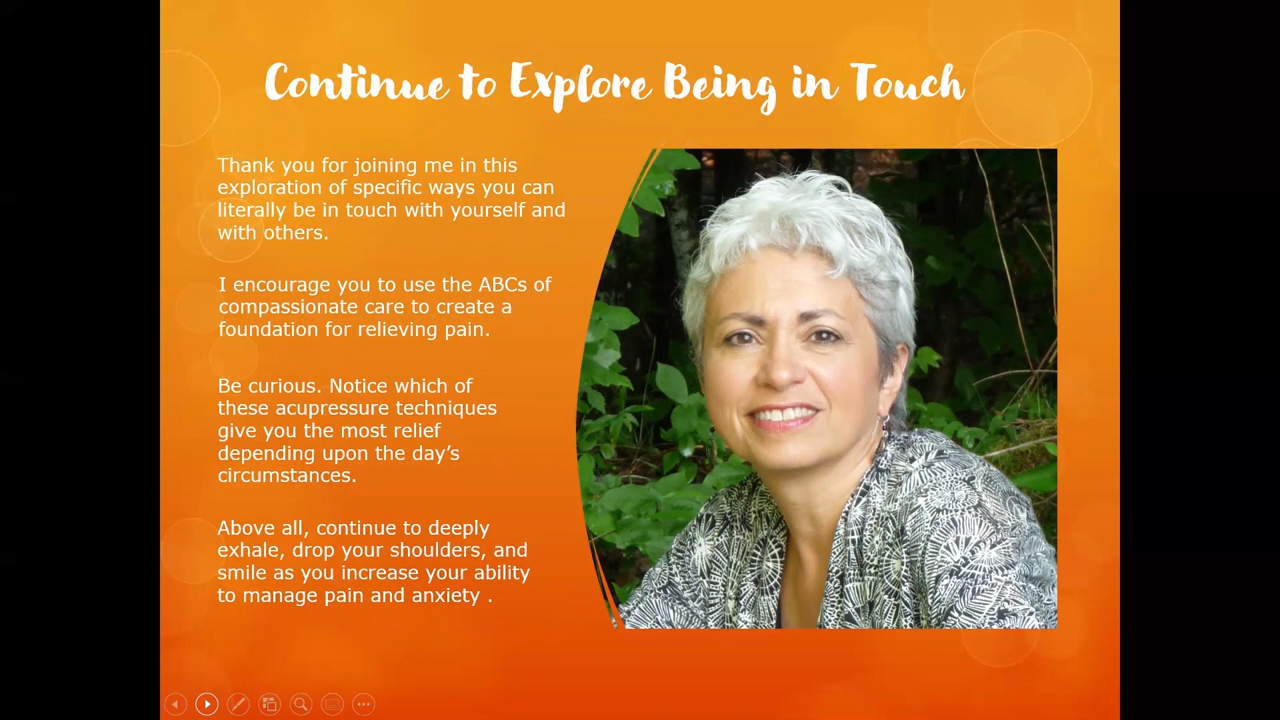 Continue to Explore Being in Touch
Thank you for joining me in this
exploration of specific ways you can
literally be in touch with yourself and
with others.
I encourage you to use the ABCs of
compassionate care to create a
foundation for relieving pain.
Be curious. Notice which of
these acupressure techniques
give you the most relief
depending upon the day’s
circumstances.
Above all, continue to deeply
exhale, drop your shoulders, and
smile as you increase your ability
to manage pain and anxiety .